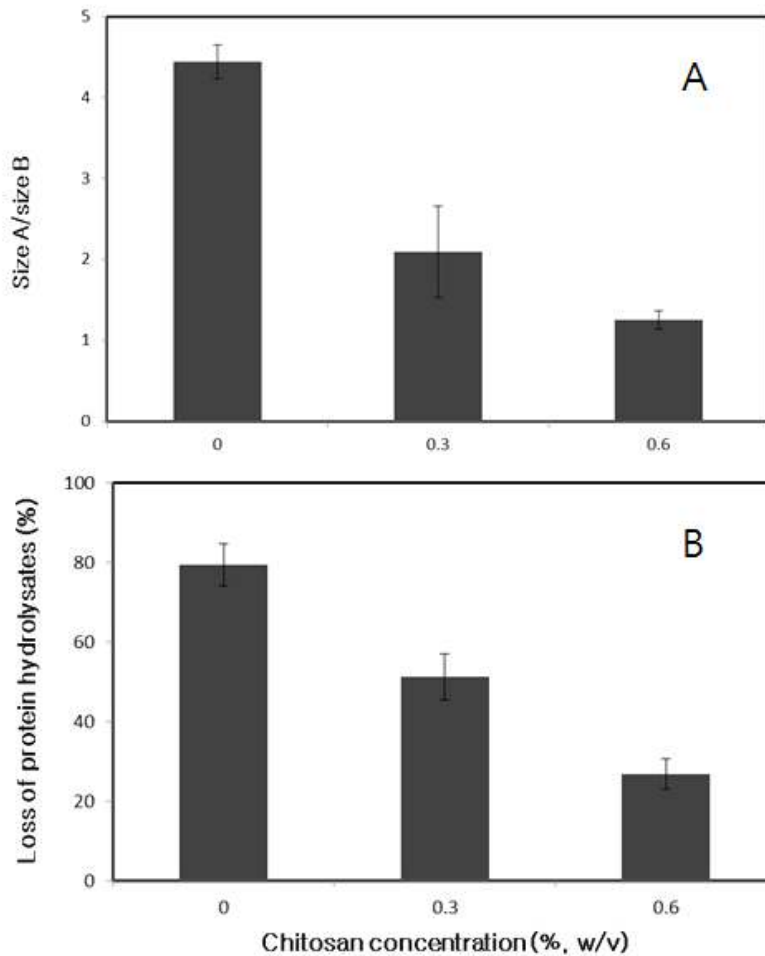 5
A
4
Size A/size B
3
2
1
0
0 0.3 0.6
100
B
80
Loss of protein hydrolysates (%)
60
40
20
0
0 0.3 0.6
Chitosan concentration (%, w/v)